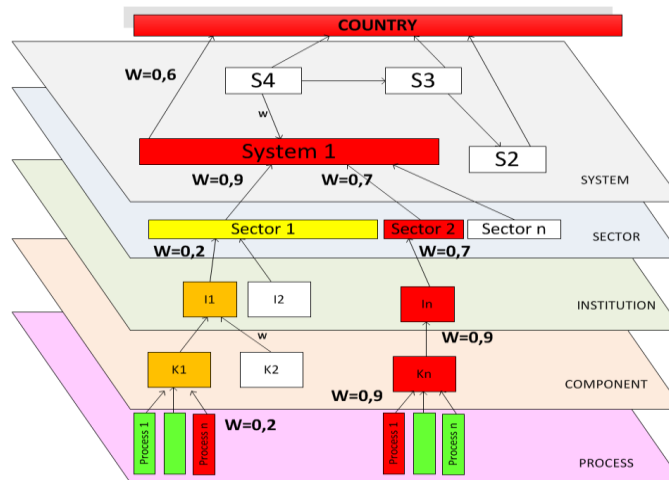 COUNTRY
W=0,6
S4
S3
w
System 1
S2
W=0,9
W=0,7
SYSTEM
Sector 1
Sector 2
Sector n
SECTOR
W=0,2
W=0,7
I1
I2
In
INSTITUTION
w
W=0,9
K1
K2
Kn
COMPONENT
W=0,9
W=0,2
Process 1
Process n
Process 1
Process n
PROCESS